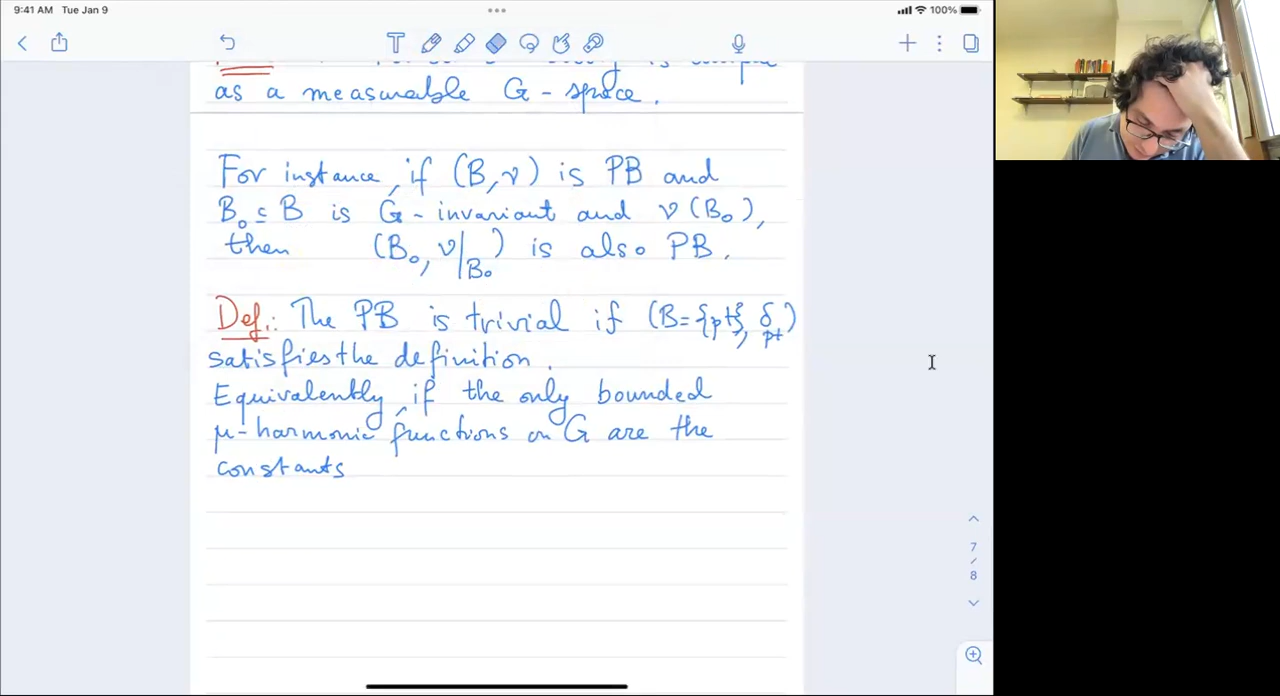 9:41 AM Tue Jan 9
100%
as a measurable G-space.
For instance, if (B, ν) is PB and
B₀ ⊆ B is G-invariant and ν(B₀),
then (B₀, ν|_B₀) is also PB.
Def.: The PB is trivial if (B={pt}, δ_pt)
satisfies the definition.
Equivalently, if the only bounded
μ-harmonic functions on G are the
constants
7
/
8